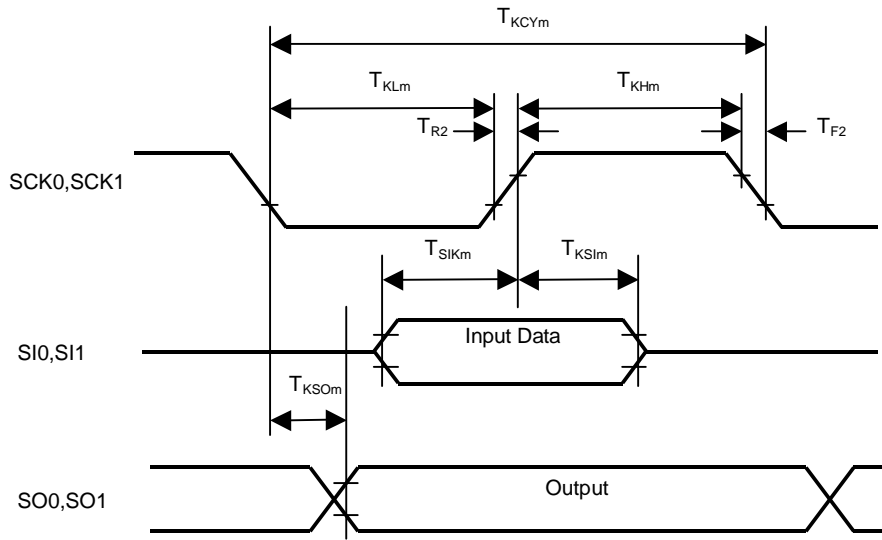 TKCYm
TKLm
TKHm
TR2
TF2
SCK0,SCK1
TSIKm
TKSIm
SI0,SI1
Input Data
TKSOm
SO0,SO1
Output